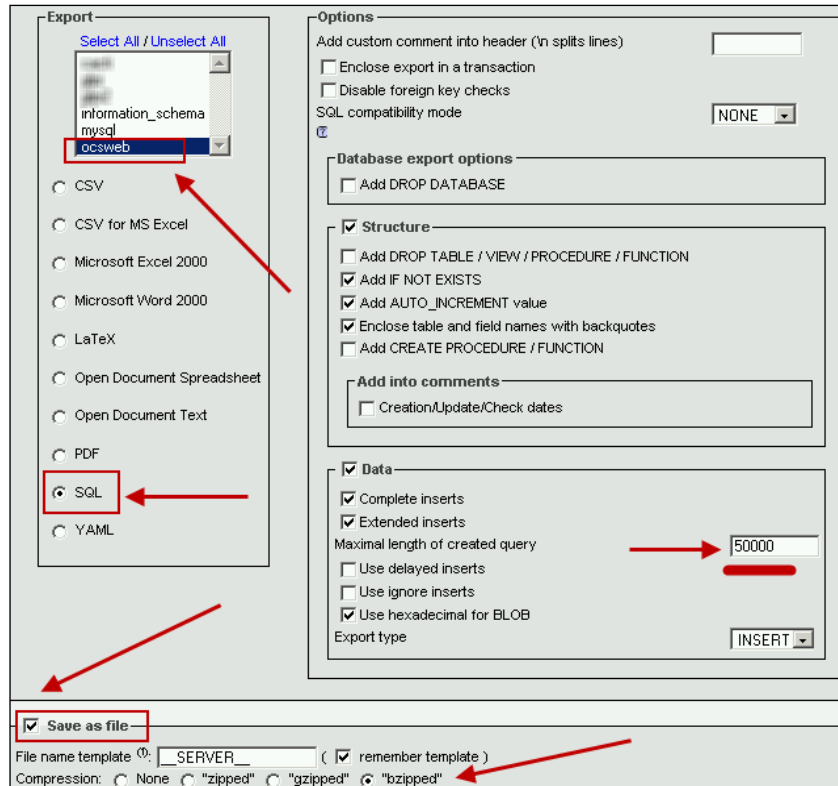 Export
Select All / Unselect All
information_schema
mysql
ocsweb
CSV
CSV for MS Excel
Microsoft Excel 2000
Microsoft Word 2000
LaTeX
Open Document Spreadsheet
Open Document Text
PDF
SQL
YAML
Options
Add custom comment into header (\n splits lines)
Enclose export in a transaction
Disable foreign key checks
SQL compatibility mode NONE
Database export options
Add DROP DATABASE
Structure
Add DROP TABLE / VIEW / PROCEDURE / FUNCTION
Add IF NOT EXISTS
Add AUTO_INCREMENT value
Enclose table and field names with backquotes
Add CREATE PROCEDURE / FUNCTION
Add into comments
Creation/Update/Check dates
Data
Complete inserts
Extended inserts
Maximal length of created query 50000
Use delayed inserts
Use ignore inserts
Use hexadecimal for BLOB
Export type INSERT
Save as file
File name template (1): __SERVER__ ( remember template )
Compression: None "zipped" "gzipped" "bzipped"